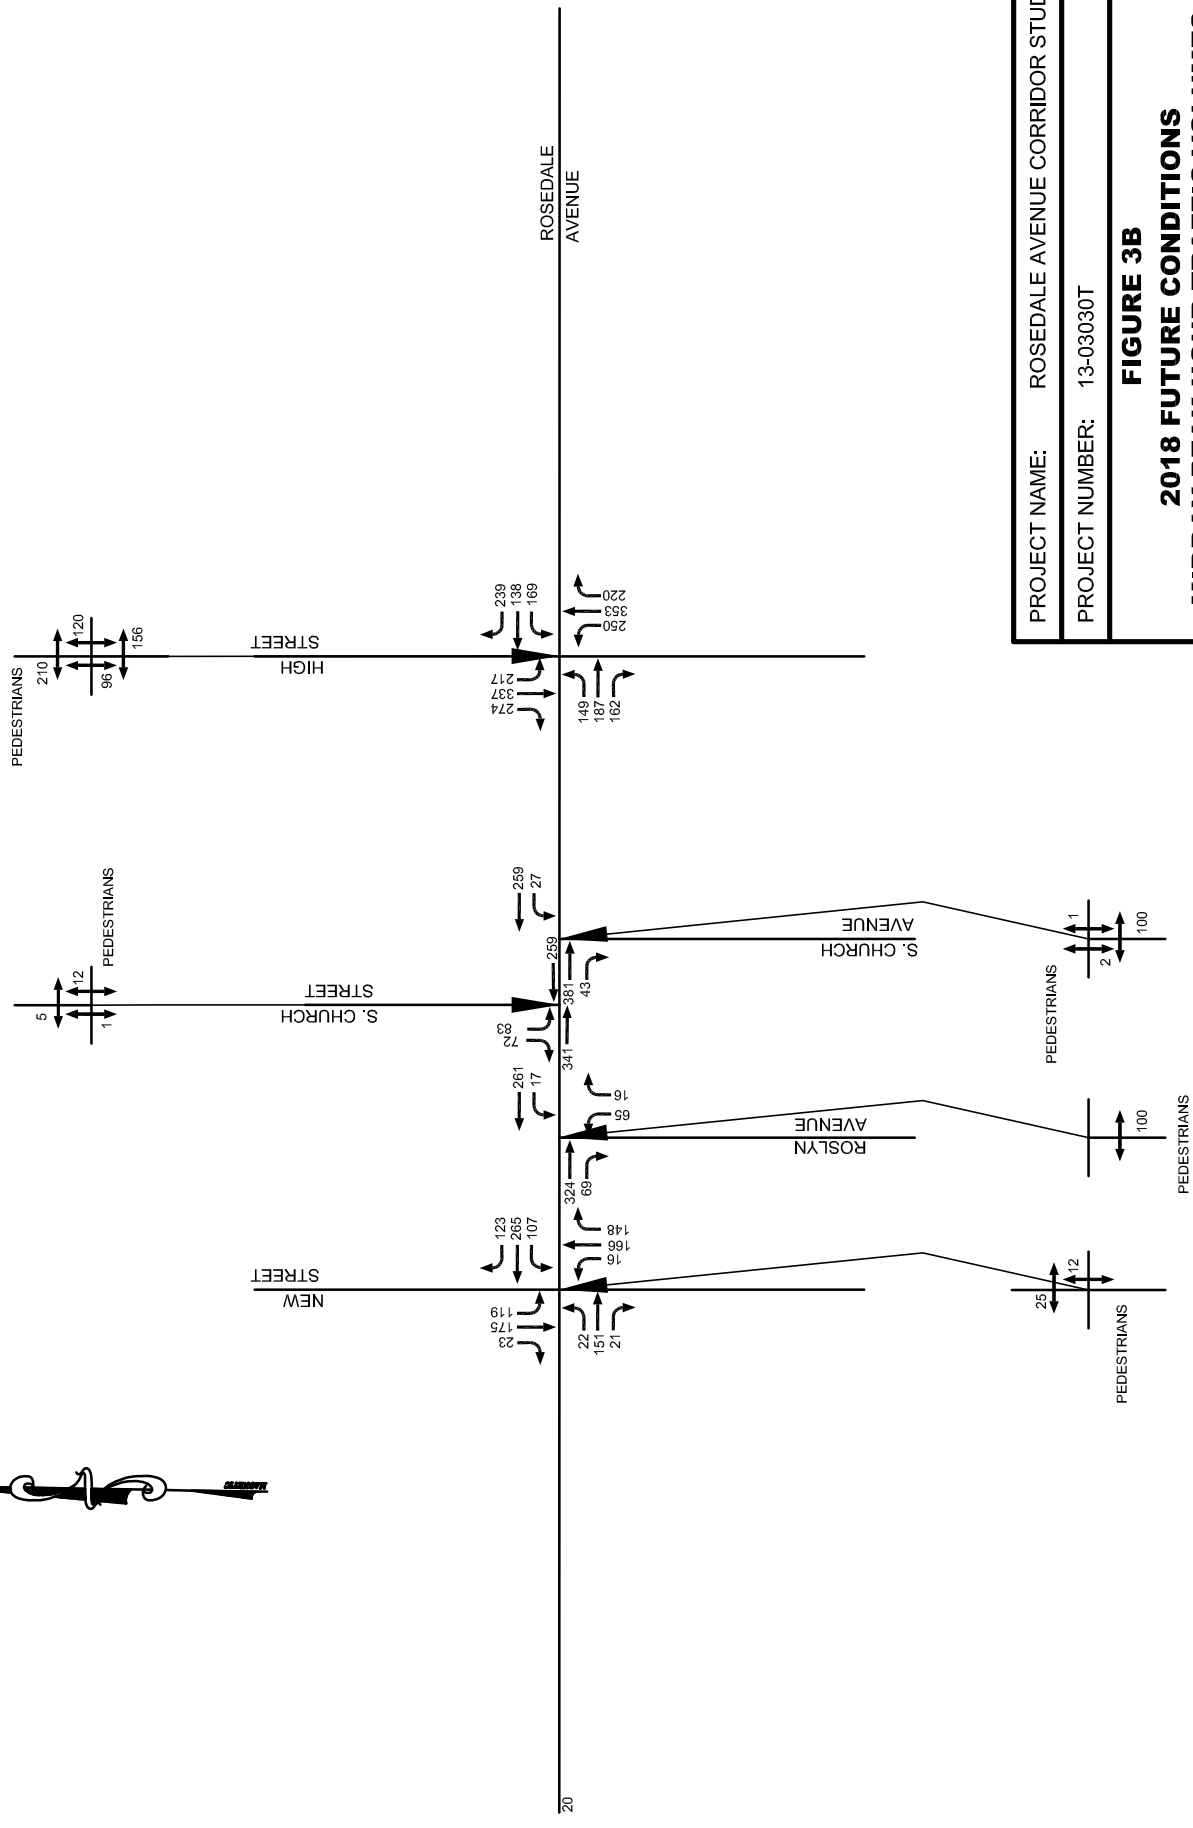 PEDESTRIANS
210
120
96
156
HIGH
STREET
239
138
169
217
337
274
149
187
162
250
353
220
ROSEDALE
AVENUE
5
12
1
PEDESTRIANS
S. CHURCH
STREET
72
83
259
341
259
27
381
43
S. CHURCH
AVENUE
1
2
100
PEDESTRIANS
261
17
324
69
65
16
ROSLYN
AVENUE
100
PEDESTRIANS
NEW
STREET
123
265
107
119
175
23
22
151
21
16
166
148
25
12
PEDESTRIANS
20
MAGNETIC
PROJECT NAME: ROSEDALE AVENUE CORRIDOR STUD
PROJECT NUMBER: 13-03030T
FIGURE 3B
2018 FUTURE CONDITIONS